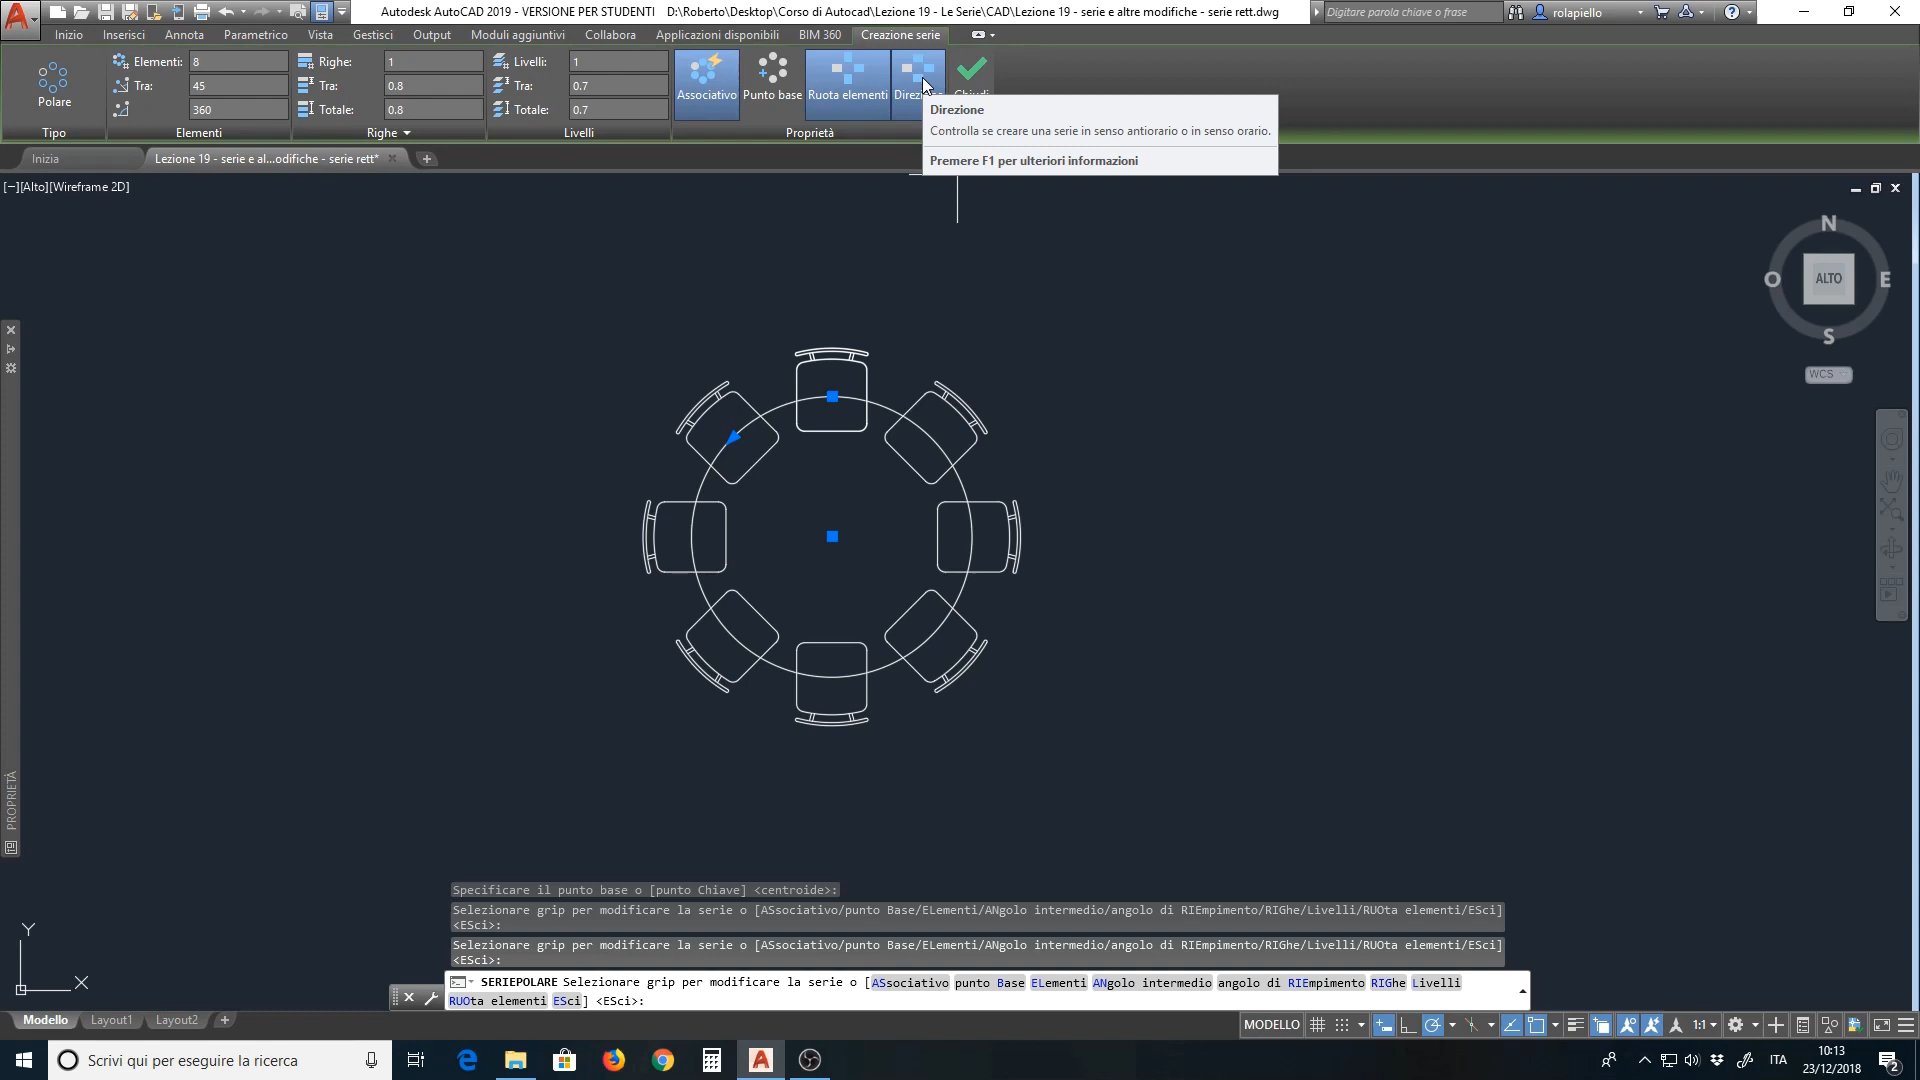 Autodesk AutoCAD 2019 - VERSIONE PER STUDENTI D:\Roberto\Desktop\Corso di Autocad\Lezione 19 - Le Serie\CAD\Lezione 19 - serie e altre modifiche - serie rett.dwg
Digitare parola chiave o frase
rolapiello
Inizio Inserisci Annota Parametrico Vista Gestisci Output Moduli aggiuntivi Collabora Applicazioni disponibili BIM 360 Creazione serie
Elementi: 8 Righe: 1 Livelli: 1
Tra: 45 Tra: 0.8 Tra: 0.7
360 Totale: 0.8 Totale: 0.7
Polare
Associativo Punto base Ruota elementi Direzione Chiudi
Tipo Elementi Righe Livelli Proprietà
Direzione
Controlla se creare una serie in senso antiorario o in senso orario.
Premere F1 per ulteriori informazioni
Inizia
Lezione 19 - serie e al...odifiche - serie rett*
[−][Alto][Wireframe 2D]
N
O ALTO E
S
WCS
PROPRIETÀ
Specificare il punto base o [punto Chiave] <centroide>:
Selezionare grip per modificare la serie o [ASsociativo/punto Base/ELementi/ANgolo intermedio/angolo di RIEmpimento/RIGhe/Livelli/RUOta elementi/ESci]
<ESci>:
Selezionare grip per modificare la serie o [ASsociativo/punto Base/ELementi/ANgolo intermedio/angolo di RIEmpimento/RIGhe/Livelli/RUOta elementi/ESci]
<ESci>:
SERIEPOLARE Selezionare grip per modificare la serie o [ASsociativo punto Base ELementi ANgolo intermedio angolo di RIEmpimento RIGhe Livelli
RUOta elementi ESci] <ESci>:
Y
X
Modello Layout1 Layout2
MODELLO
1:1
Scrivi qui per eseguire la ricerca
ITA
10:13
23/12/2018
2